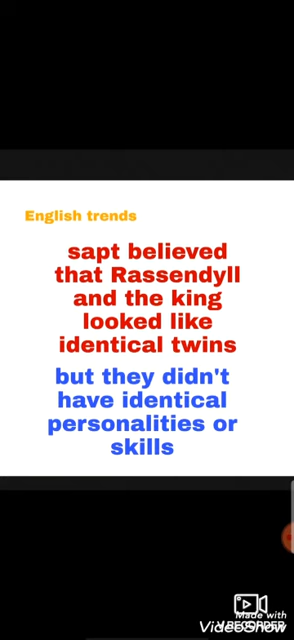 English trends
sapt believed
that Rassendyll
and the king
looked like
identical twins
but they didn't
have identical
personalities or
skills
Made with
V.RECORDER
VideoShow